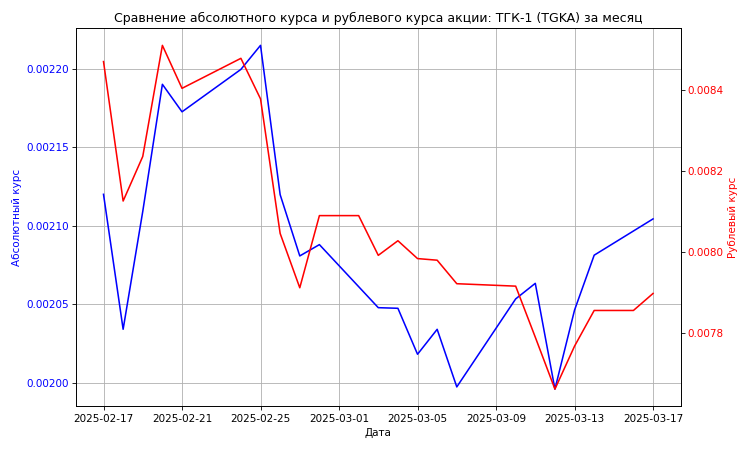 Сравнение абсолютного курса и рублевого курса акции: ТГК-1 (TGKA) за месяц
0.00220
0.00215
0.00210
0.00205
0.00200
Абсолютный курс
0.0084
0.0082
0.0080
0.0078
Рублевый курс
2025-02-17 2025-02-21 2025-02-25 2025-03-01 2025-03-05 2025-03-09 2025-03-13 2025-03-17
Дата